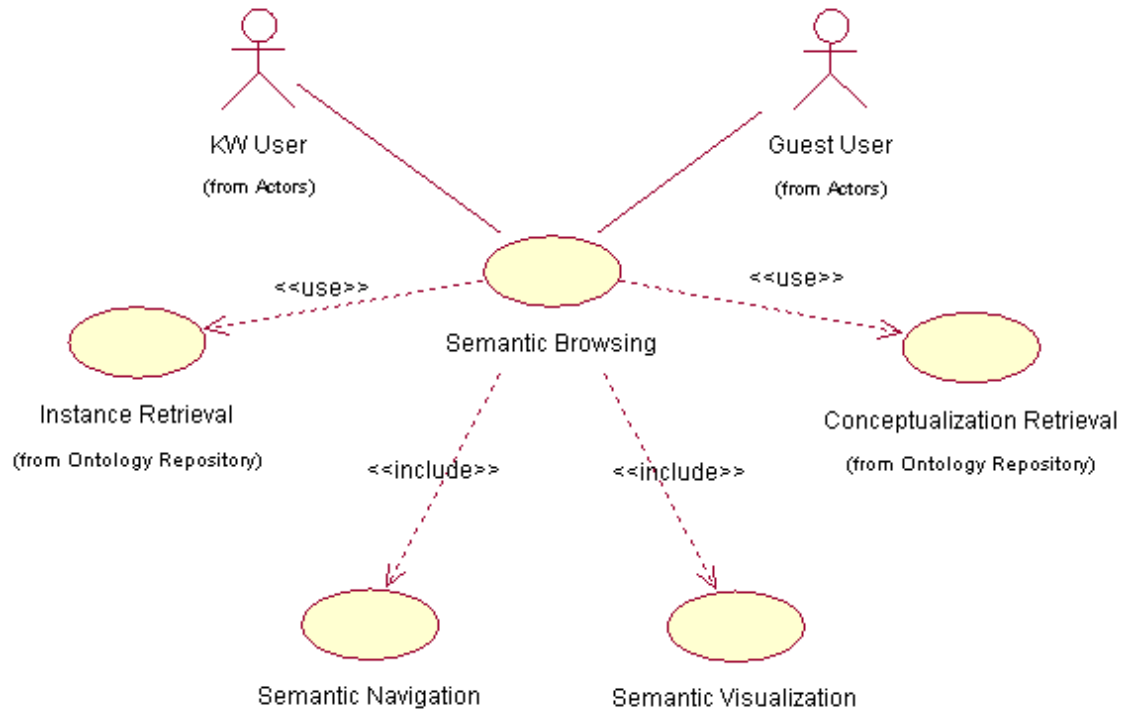 KW User
(from Actors)
Guest User
(from Actors)
<<use>>
<<use>>
Semantic Browsing
Instance Retrieval
(from Ontology Repository)
Conceptualization Retrieval
(from Ontology Repository)
<<include>>
<<include>>
Semantic Navigation
Semantic Visualization